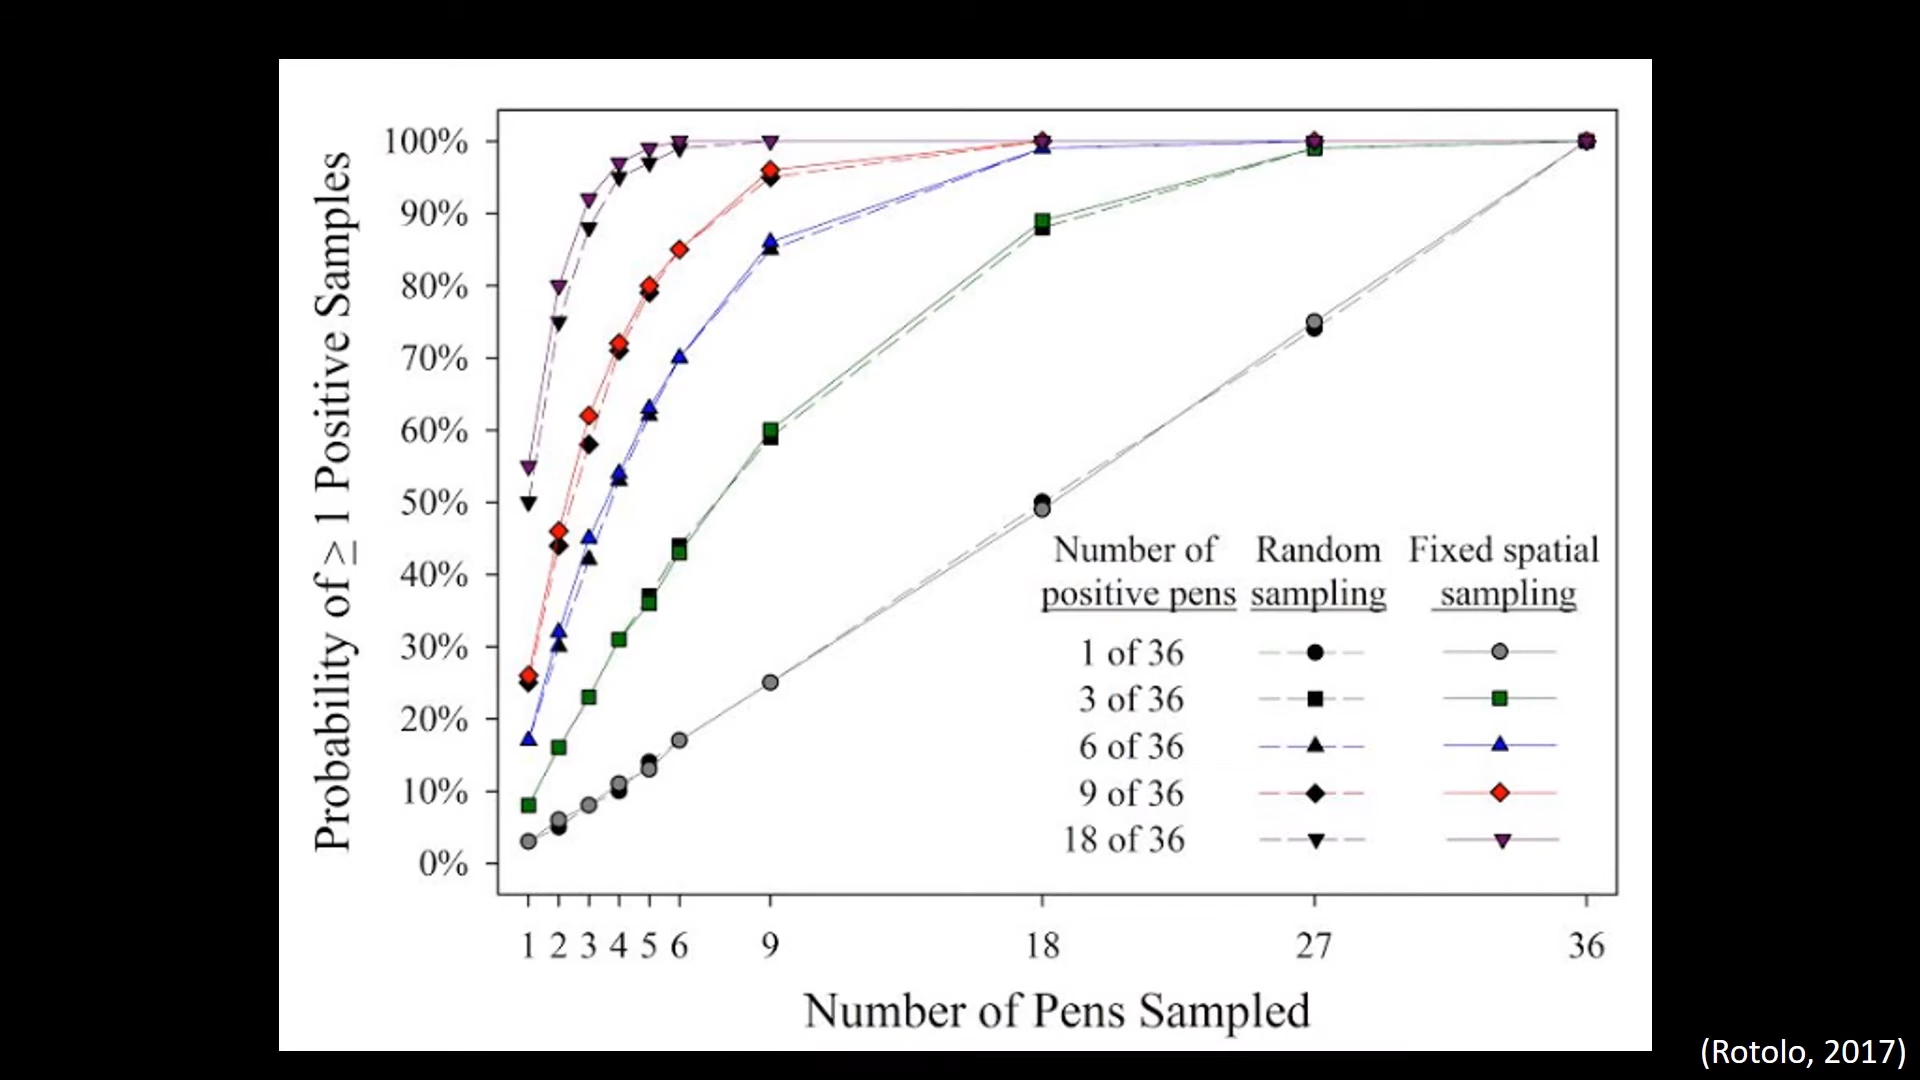 Probability of ≥ 1 Positive Samples
100%
90%
80%
70%
60%
50%
40%
30%
20%
10%
0%
Number of Random Fixed spatial
positive pens sampling sampling
1 of 36
3 of 36
6 of 36
9 of 36
18 of 36
1 2 3 4 5 6 9 18 27 36
Number of Pens Sampled
(Rotolo, 2017)